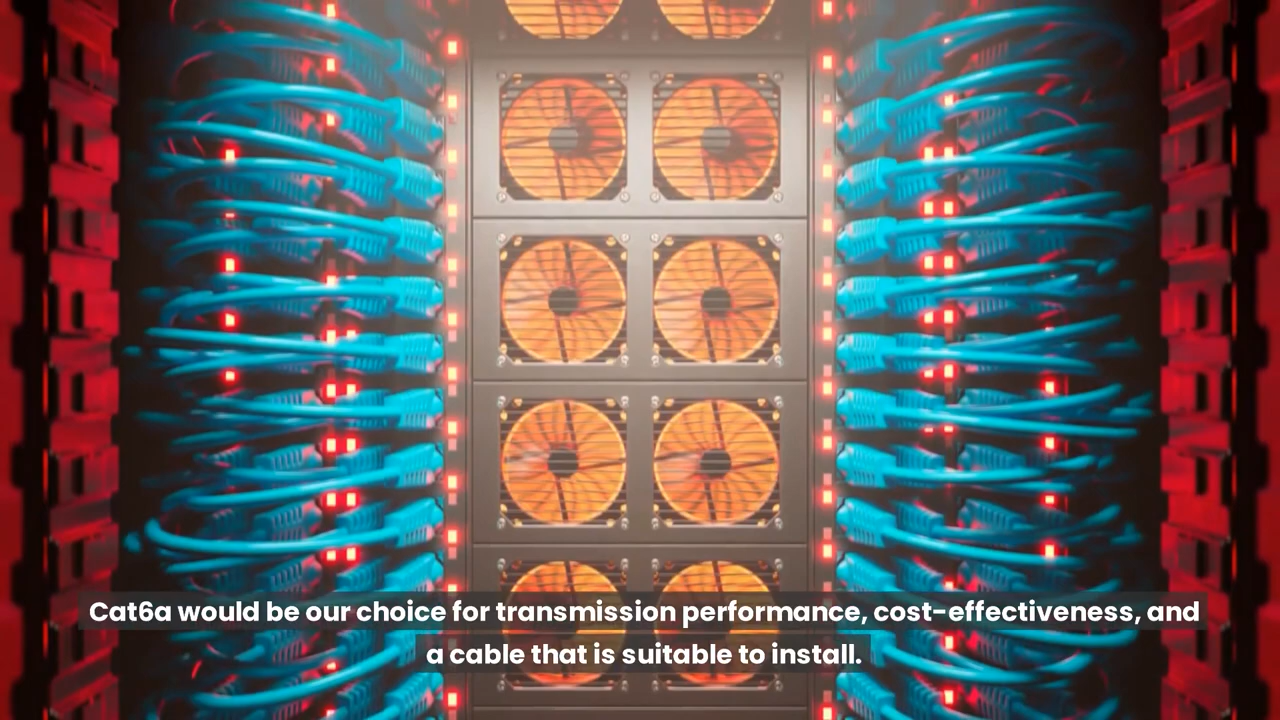 Cat6a would be our choice for transmission performance, cost-effectiveness, and
a cable that is suitable to install.